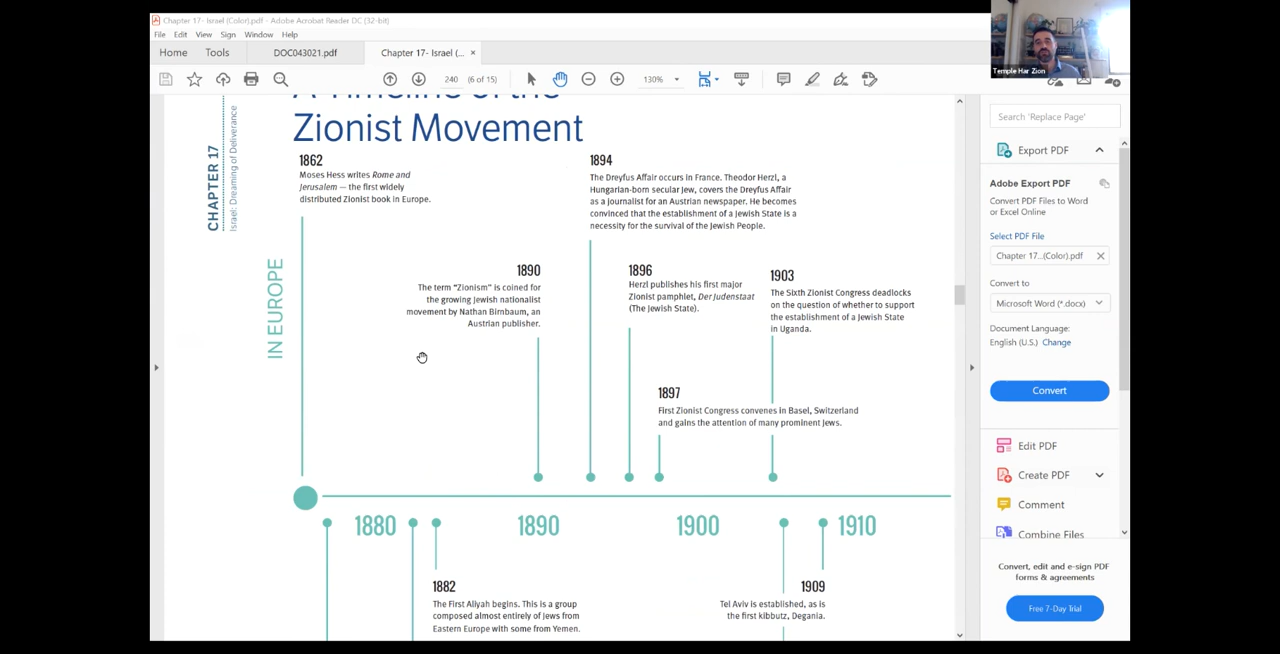 Chapter 17- Israel (Color).pdf - Adobe Acrobat Reader DC (32-bit)
File Edit View Sign Window Help
Home Tools DOC043021.pdf Chapter 17- Israel (... ×
240 (6 of 15) 130%
Temple Har Zion
A Timeline of the
Zionist Movement
CHAPTER 17
Israel: Dreaming of Deliverance
IN EUROPE
1862
Moses Hess writes Rome and
Jerusalem — the first widely
distributed Zionist book in Europe.
1894
The Dreyfus Affair occurs in France. Theodor Herzl, a
Hungarian-born secular Jew, covers the Dreyfus Affair
as a journalist for an Austrian newspaper. He becomes
convinced that the establishment of a Jewish State is a
necessity for the survival of the Jewish People.
1890
The term “Zionism” is coined for
the growing Jewish nationalist
movement by Nathan Birnbaum, an
Austrian publisher.
1896
Herzl publishes his first major
Zionist pamphlet, Der Judenstaat
(The Jewish State).
1903
The Sixth Zionist Congress deadlocks
on the question of whether to support
the establishment of a Jewish State
in Uganda.
1897
First Zionist Congress convenes in Basel, Switzerland
and gains the attention of many prominent Jews.
1880 1890 1900 1910
1882
The First Aliyah begins. This is a group
composed almost entirely of Jews from
Eastern Europe with some from Yemen.
1909
Tel Aviv is established, as is
the first kibbutz, Degania.
Search 'Replace Page'
Export PDF
Adobe Export PDF
Convert PDF Files to Word
or Excel Online
Select PDF File
Chapter 17...(Color).pdf
Convert to
Microsoft Word (*.docx)
Document Language:
English (U.S.) Change
Convert
Edit PDF
Create PDF
Comment
Combine Files
Convert, edit and e-sign PDF
forms & agreements
Free 7-Day Trial